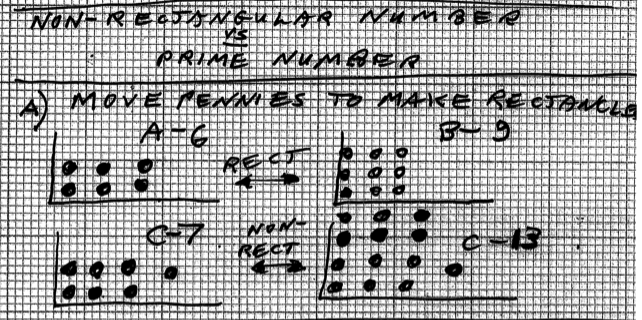 NON-RECTANGULAR NUMBER
VS
PRIME NUMBER
A) MOVE PENNIES TO MAKE RECTANGLE
A-6
RECT
B-9
C-7
NON-
RECT
C-13